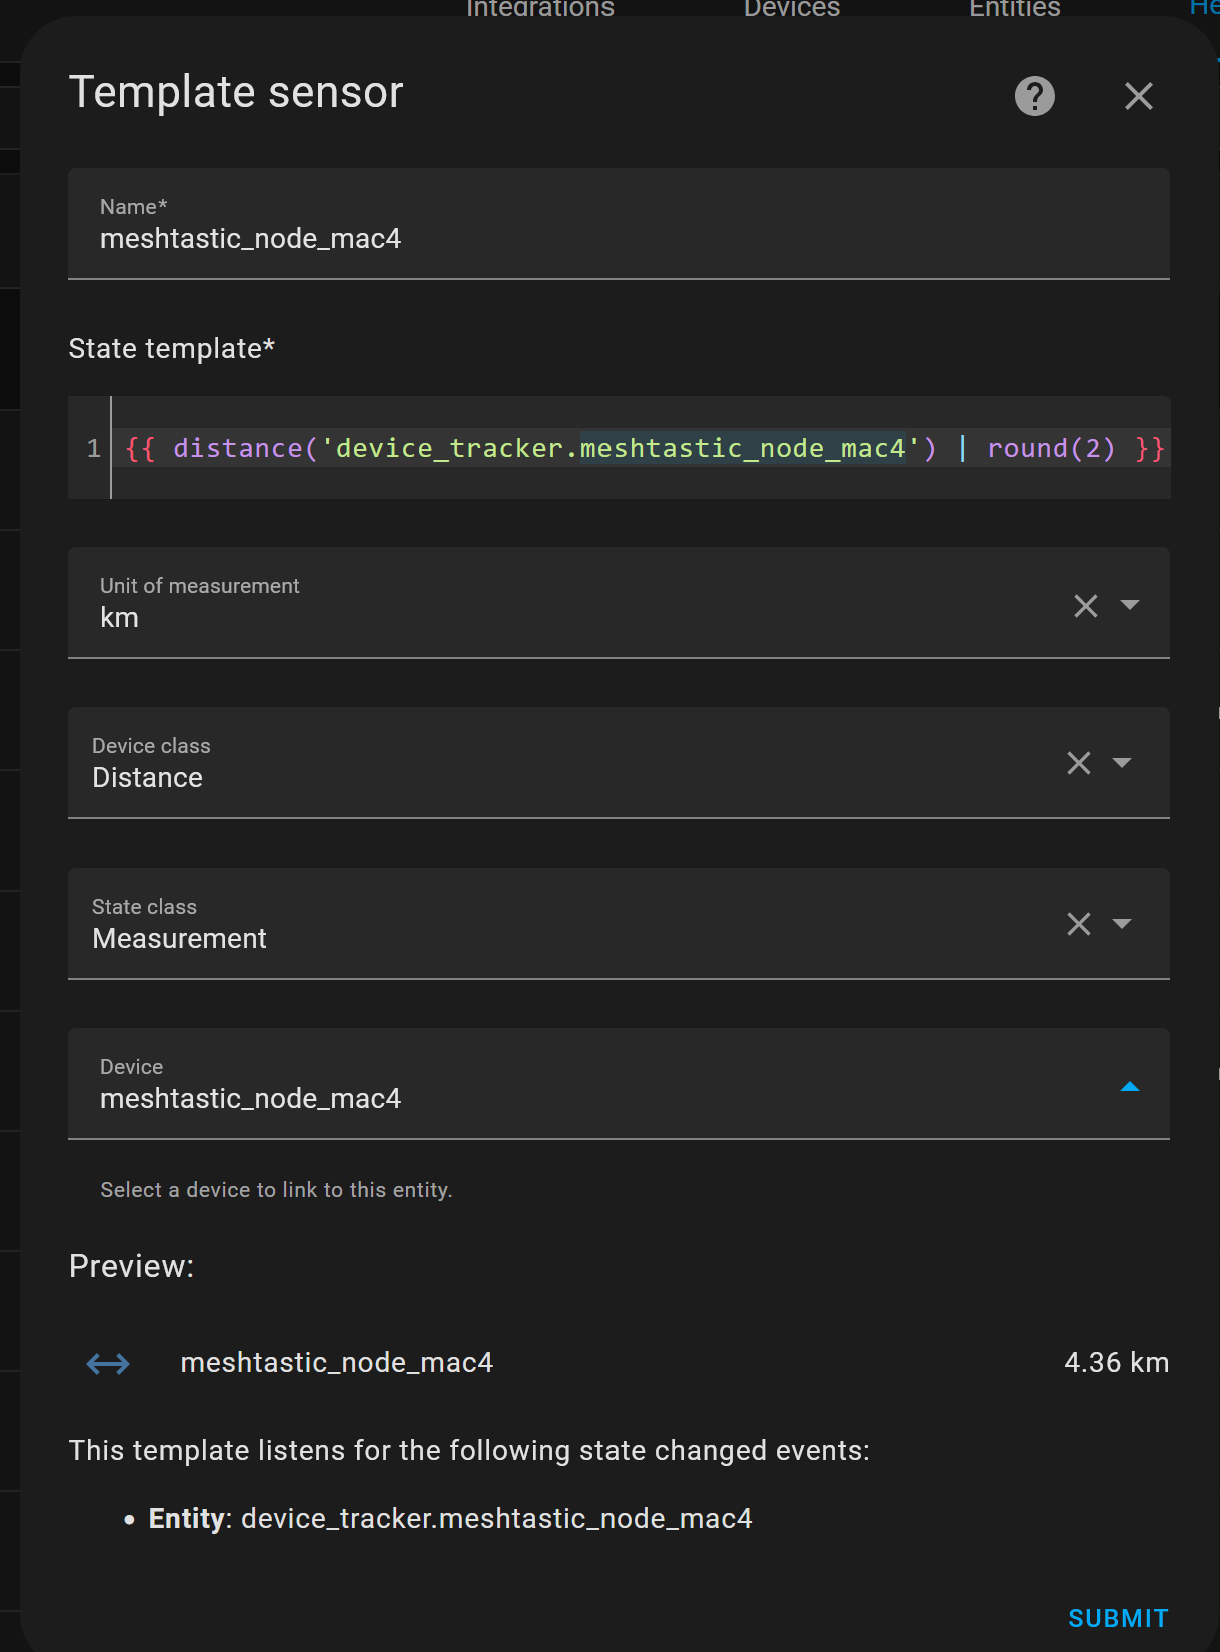 Integrations Devices Entities He
Template sensor
Name*
meshtastic_node_mac4
State template*
1 {{ distance('device_tracker.meshtastic_node_mac4') | round(2) }}
Unit of measurement
km
Device class
Distance
State class
Measurement
Device
meshtastic_node_mac4
Select a device to link to this entity.
Preview:
meshtastic_node_mac4 4.36 km
This template listens for the following state changed events:
• Entity: device_tracker.meshtastic_node_mac4
SUBMIT